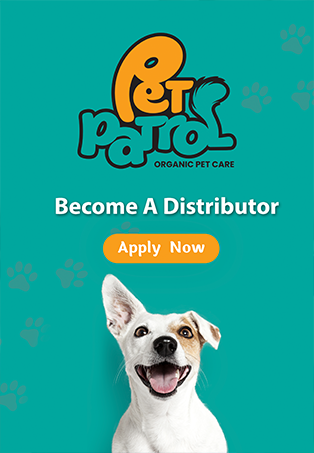 Pet
Patrol
ORGANIC PET CARE
Become A Distributor
Apply Now